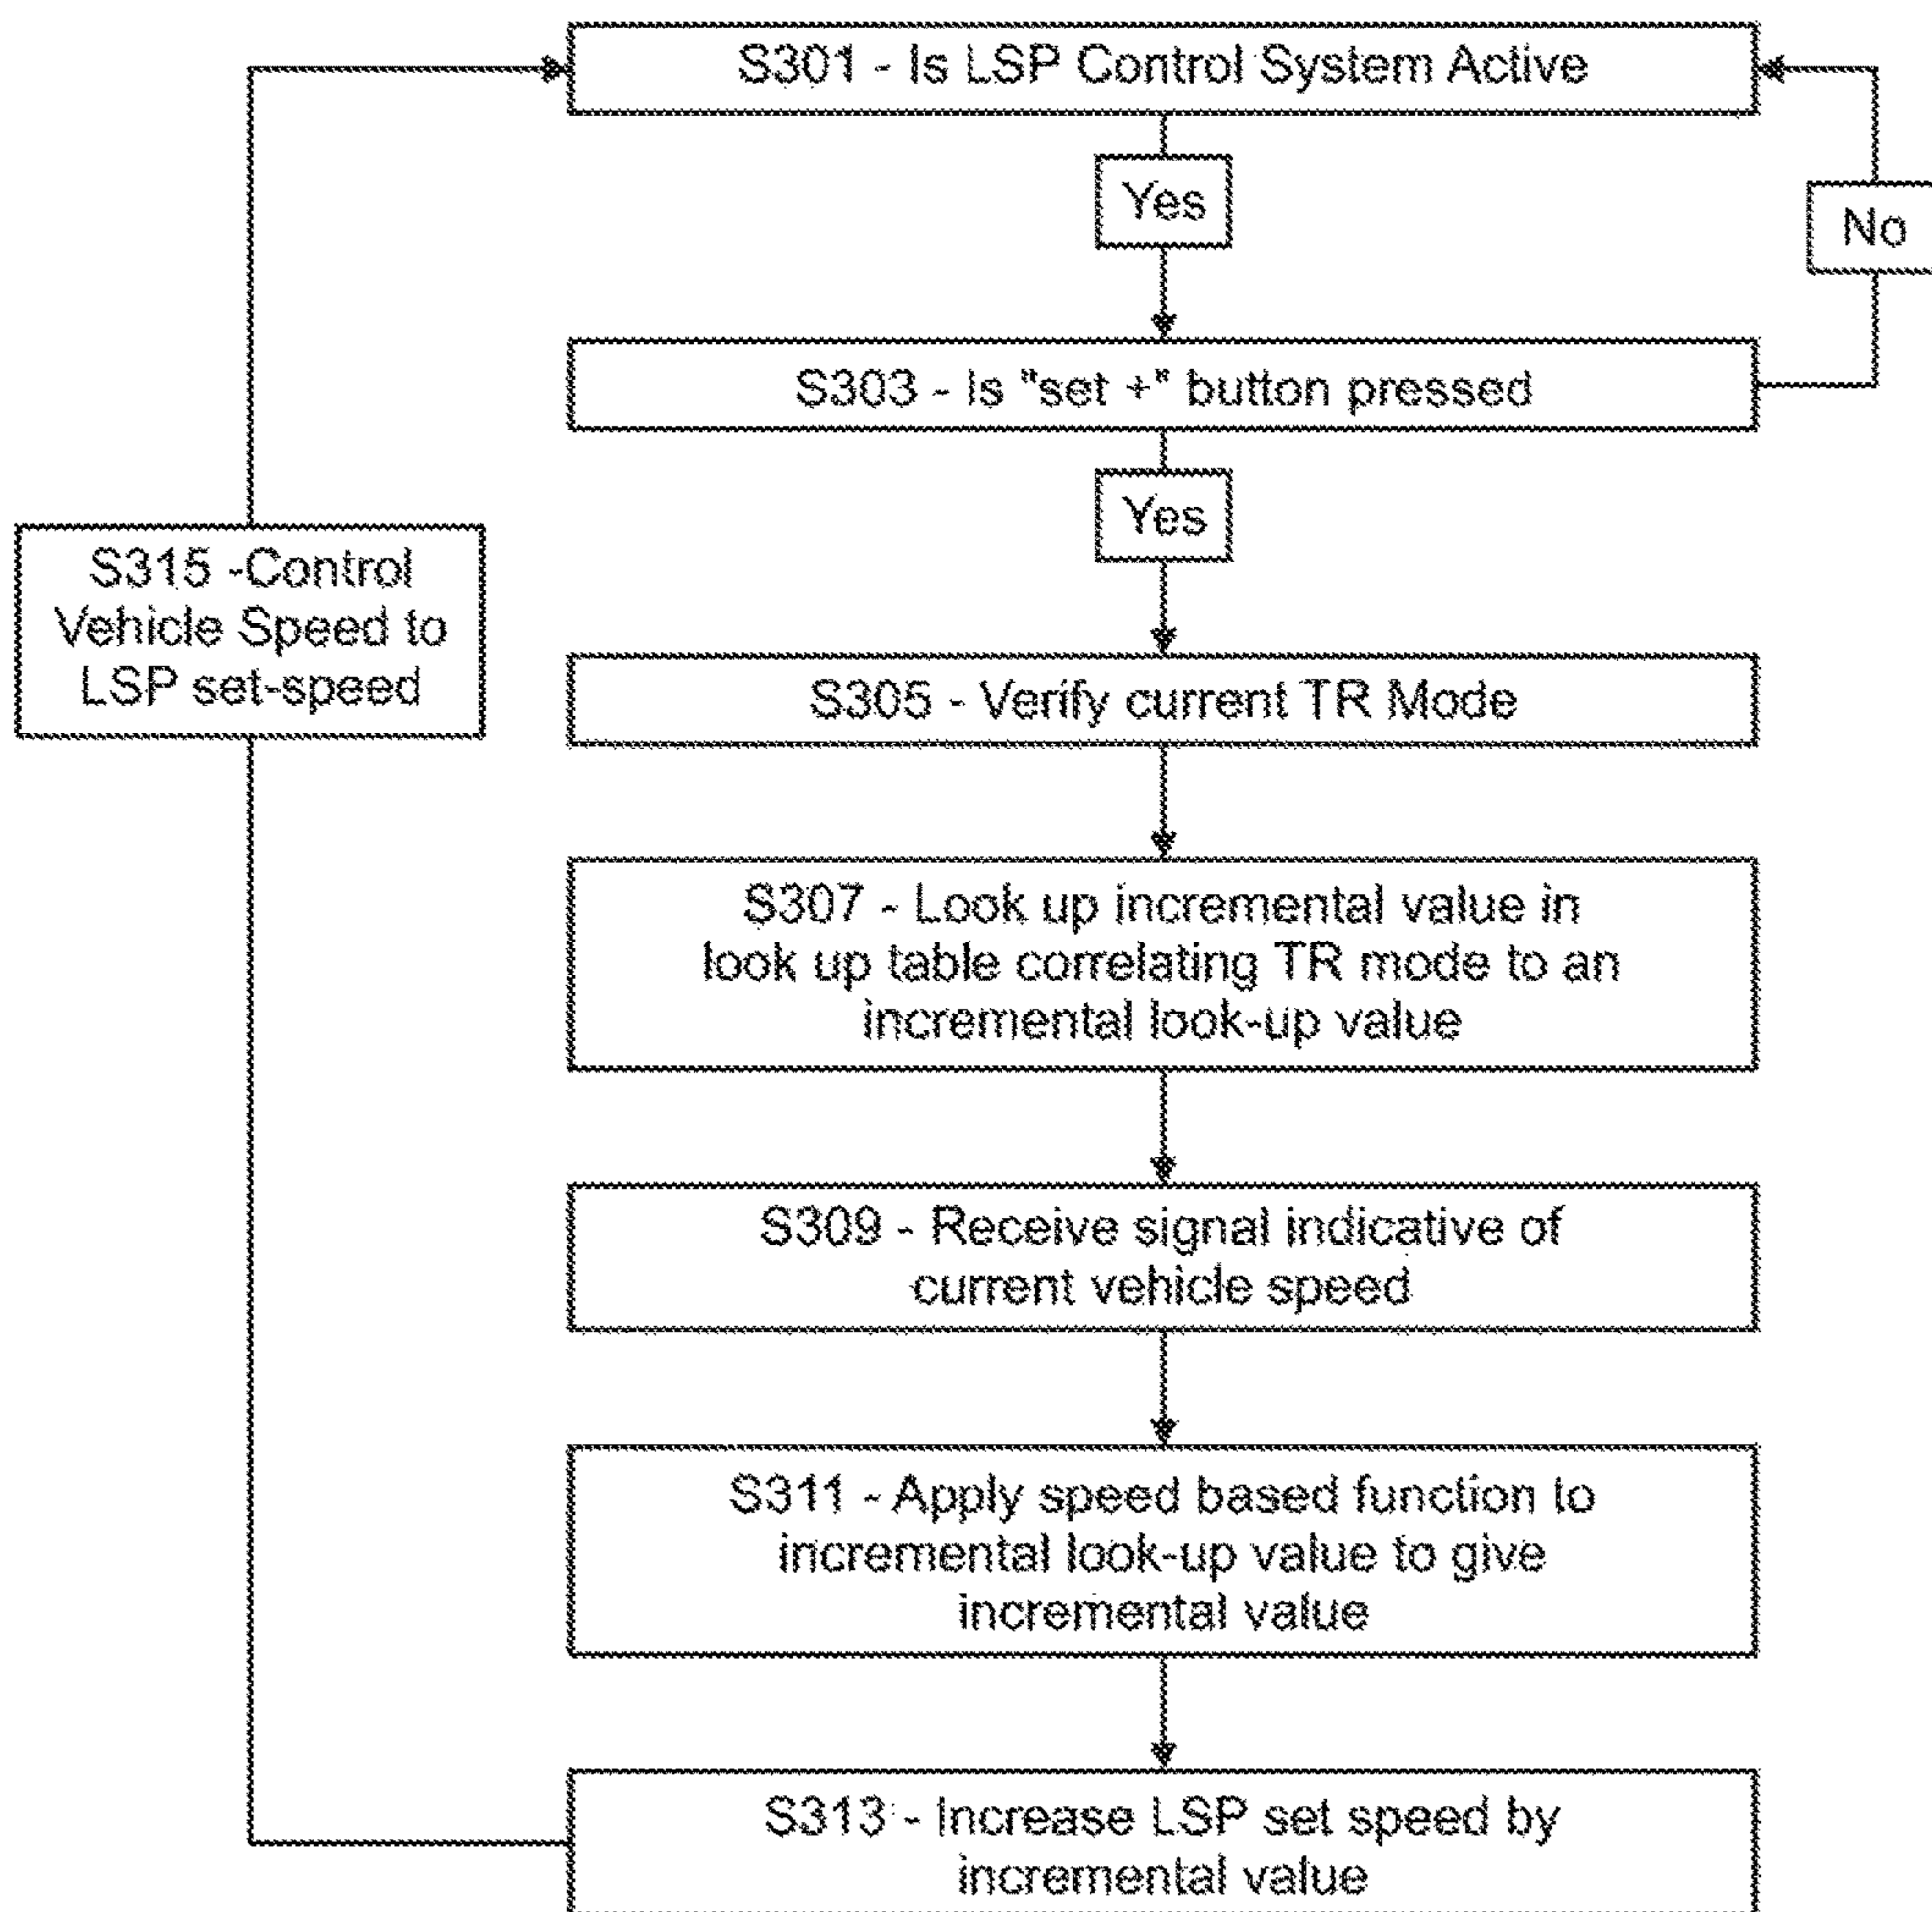 S301 - Is LSP Control System Active
Yes
No
S303 - Is "set +" button pressed
Yes
S315 -Control
Vehicle Speed to
LSP set-speed
S305 - Verify current TR Mode
S307 - Look up incremental value in
look up table correlating TR mode to an
incremental look-up value
S309 - Receive signal indicative of
current vehicle speed
S311 - Apply speed based function to
incremental look-up value to give
incremental value
S313 - Increase LSP set speed by
incremental value